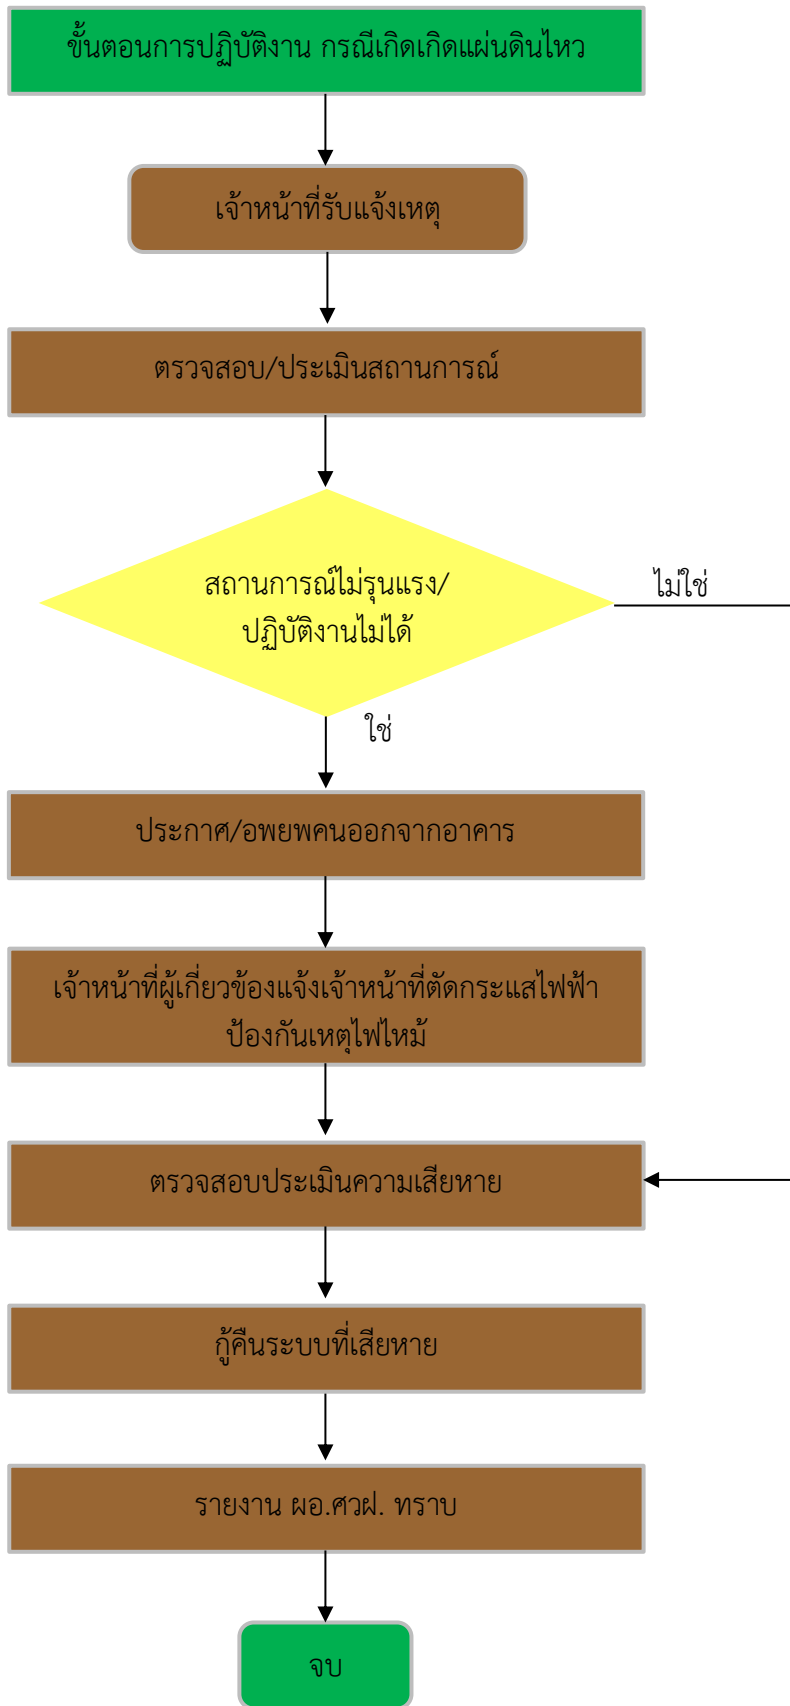 ขั้นตอนการปฏิบัติงาน กรณีเกิดเกิดแผ่นดินไหว
เจ้าหน้าที่รับแจ้งเหตุ
ตรวจสอบ/ประเมินสถานการณ์
สถานการณ์ไม่รุนแรง/
ปฏิบัติงานไม่ได้
ไม่ใช่
ใช่
ประกาศ/อพยพคนออกจากอาคาร
เจ้าหน้าที่ผู้เกี่ยวข้องแจ้งเจ้าหน้าที่ตัดกระแสไฟฟ้า
ป้องกันเหตุไฟไหม้
ตรวจสอบประเมินความเสียหาย
กู้คืนระบบที่เสียหาย
รายงาน ผอ.ศวฝ. ทราบ
จบ